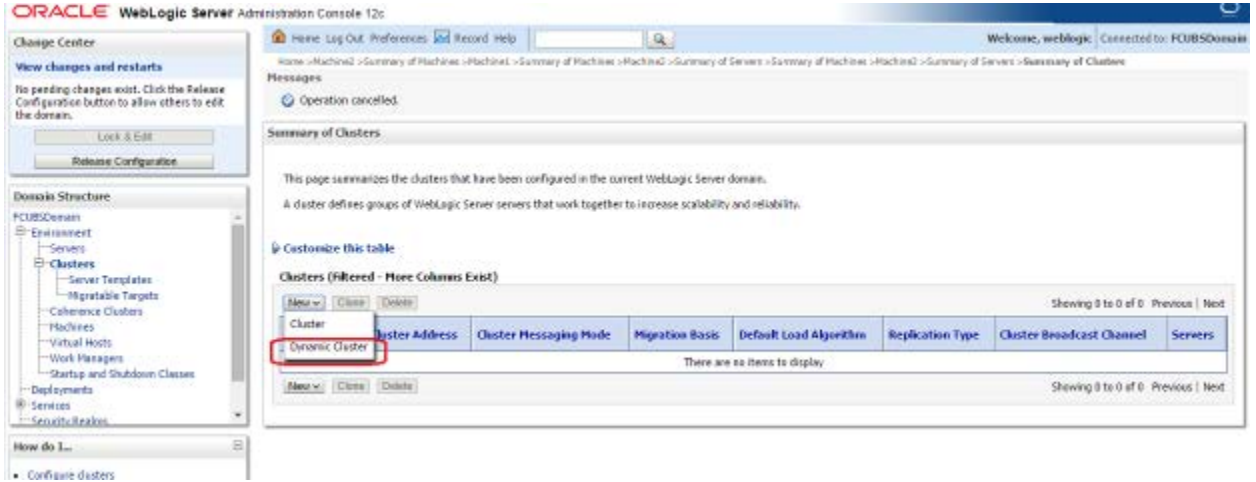 ORACLE WebLogic Server Administration Console 12c
Change Center
View changes and restarts
No pending changes exist. Click the Release
Configuration button to allow others to edit
the domain.
Lock & Edit
Release Configuration
Domain Structure
FCUBSDomain
Environment
Servers
Clusters
Server Templates
Migratable Targets
Coherence Clusters
Machines
Virtual Hosts
Work Managers
Startup and Shutdown Classes
Deployments
Services
Security Realms
How do I...
Configure clusters
Home Log Out Preferences Record Help
Welcome, weblogic Connected to: FCUBSDomain
Home >Machine2 >Summary of Machines >Machine1 >Summary of Machines >Machine2 >Summary of Servers >Summary of Machines >Machine2 >Summary of Servers >Summary of Clusters
Messages
Operation cancelled.
Summary of Clusters
This page summarizes the clusters that have been configured in the current WebLogic Server domain.
A cluster defines groups of WebLogic Server servers that work together to increase scalability and reliability.
Customize this table
Clusters (Filtered - More Columns Exist)
New Clone Delete
Showing 0 to 0 of 0 Previous | Next
Cluster
Dynamic Cluster
Cluster Address Cluster Messaging Mode Migration Basis Default Load Algorithm Replication Type Cluster Broadcast Channel Servers
There are no items to display
New Clone Delete
Showing 0 to 0 of 0 Previous | Next